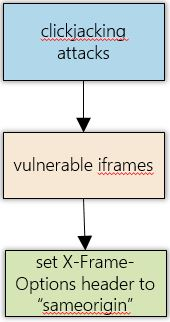 clickjacking
attacks
vulnerable iframes
set X-Frame-
Options header to
“sameorigin”